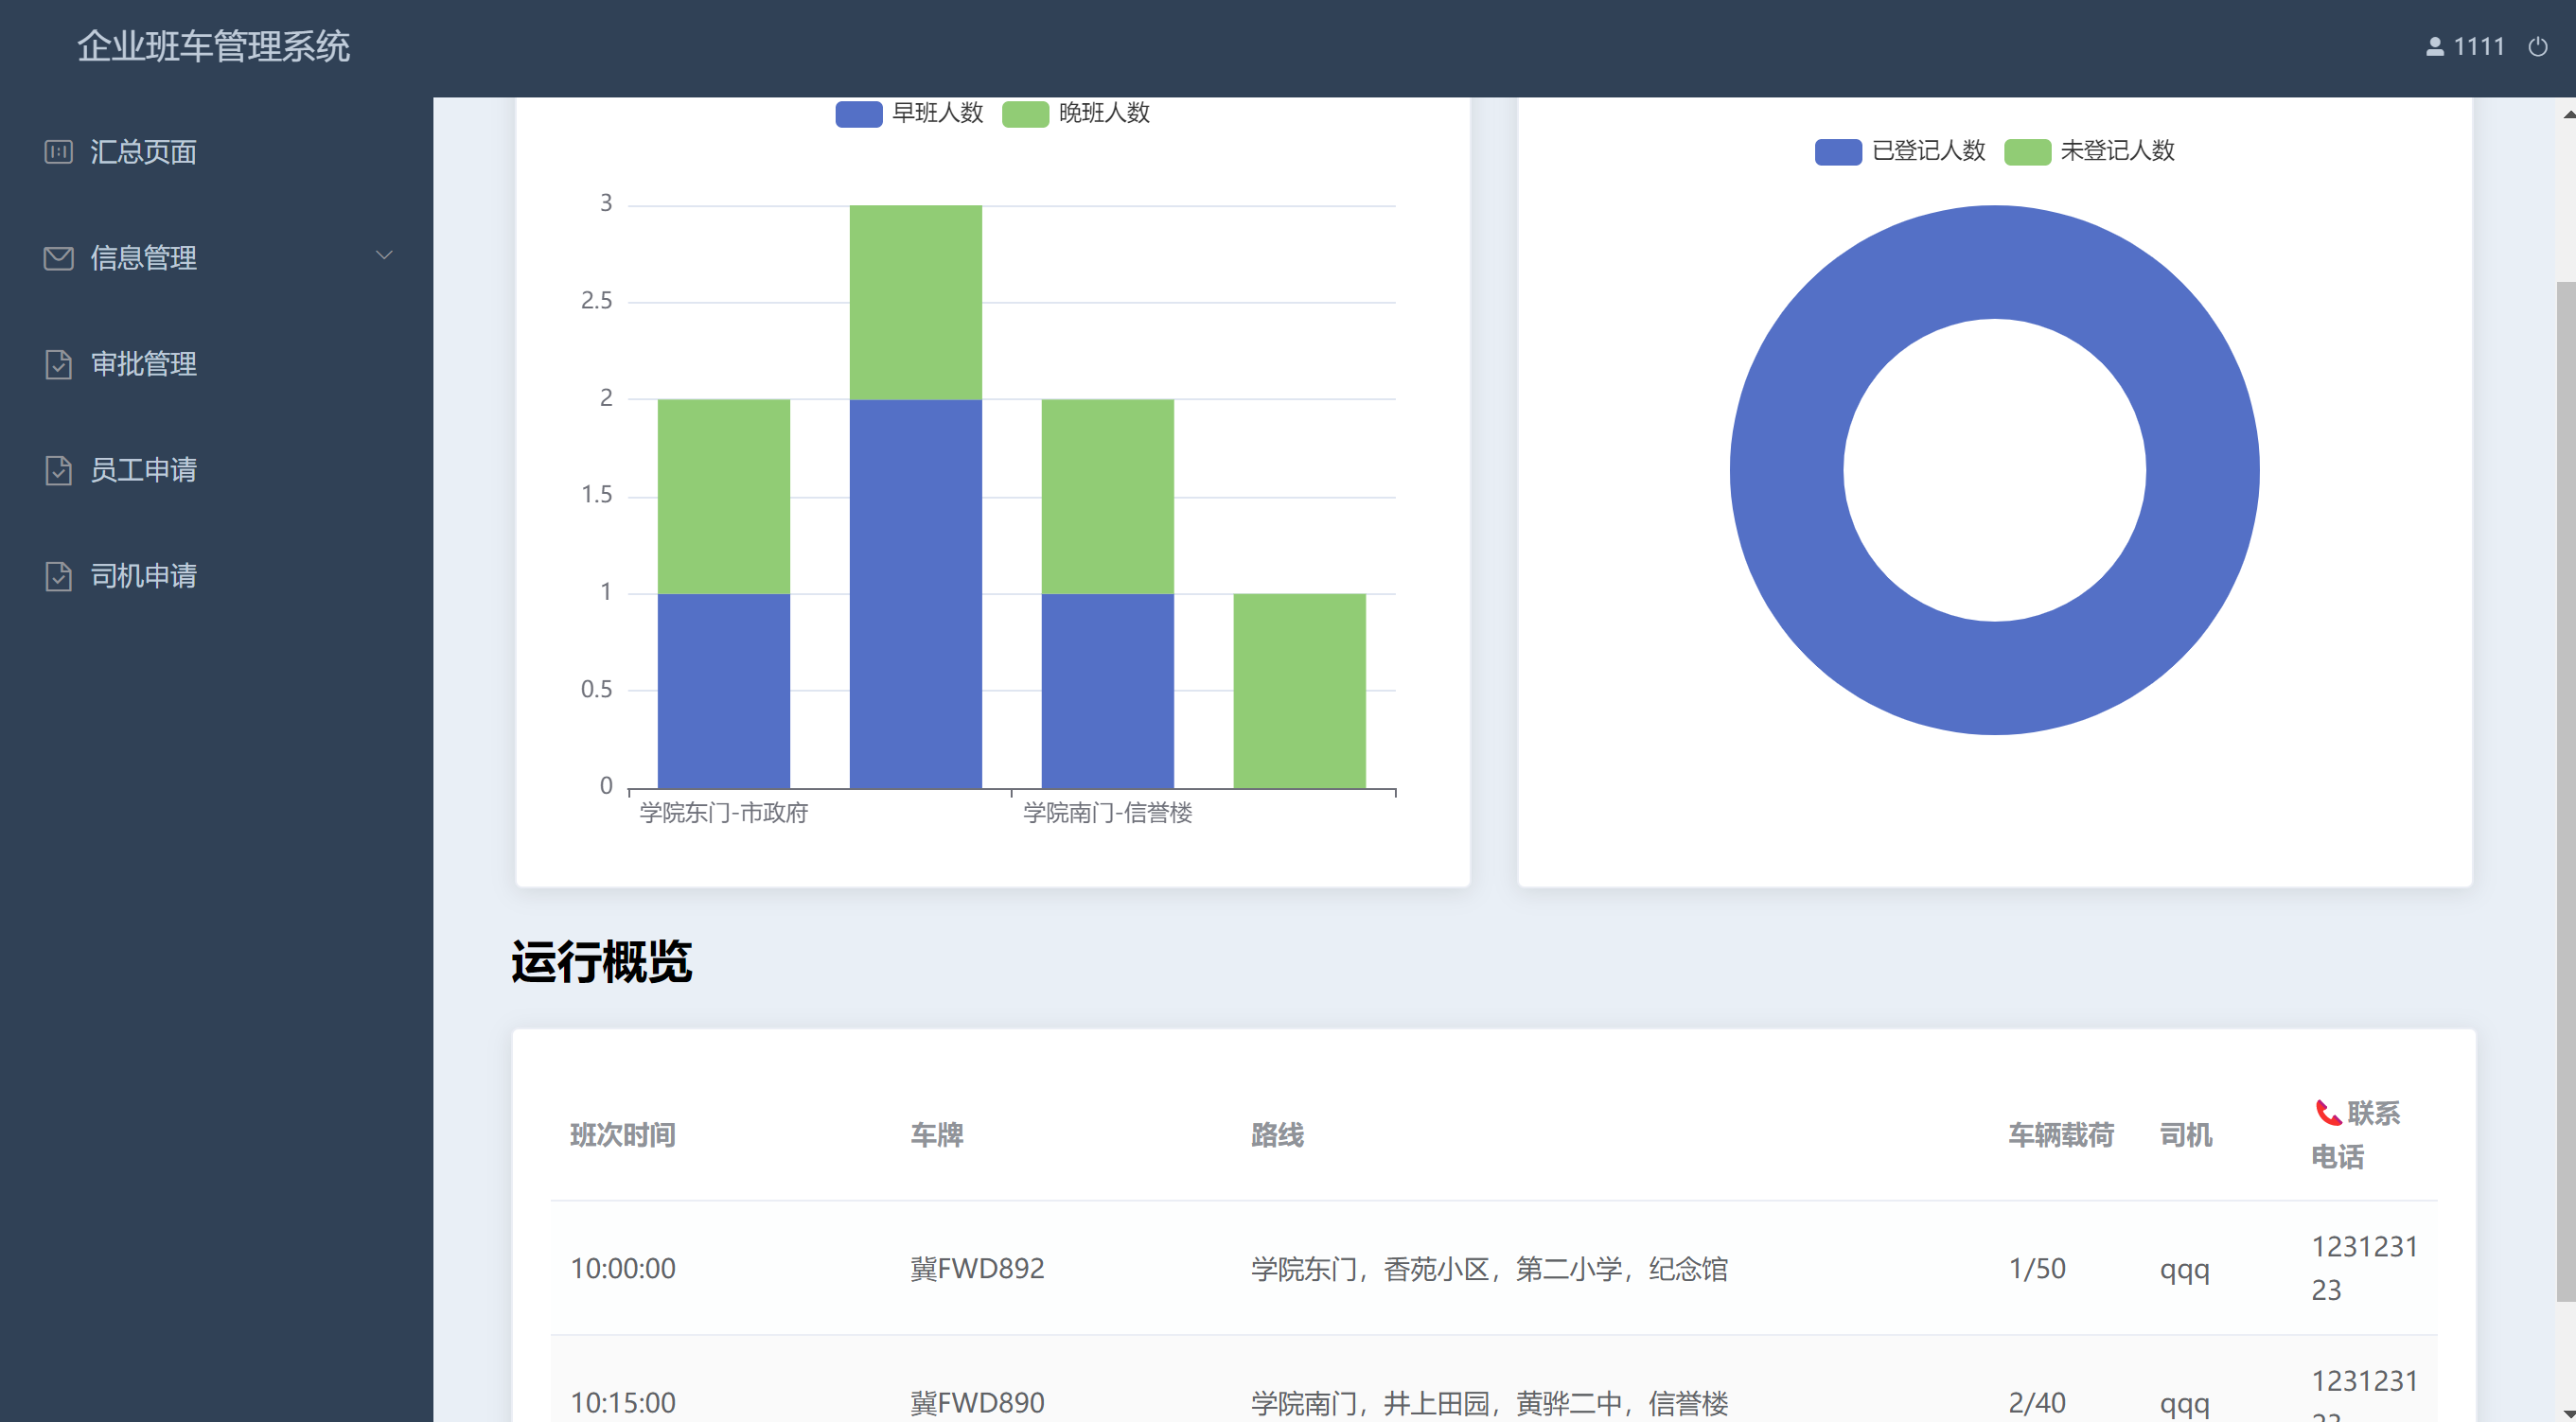 企业班车管理系统
1111
汇总页面
信息管理
审批管理
员工申请
司机申请
早班人数 晚班人数
3
2.5
2
1.5
1
0.5
0
学院东门-市政府 学院南门-信誉楼
已登记人数 未登记人数
运行概览
班次时间 车牌 路线 车辆载荷 司机 联系
电话
10:00:00 冀FWD892 学院东门，香苑小区，第二小学，纪念馆 1/50 qqq 1231231
23
10:15:00 冀FWD890 学院南门，井上田园，黄骅二中，信誉楼 2/40 qqq 1231231